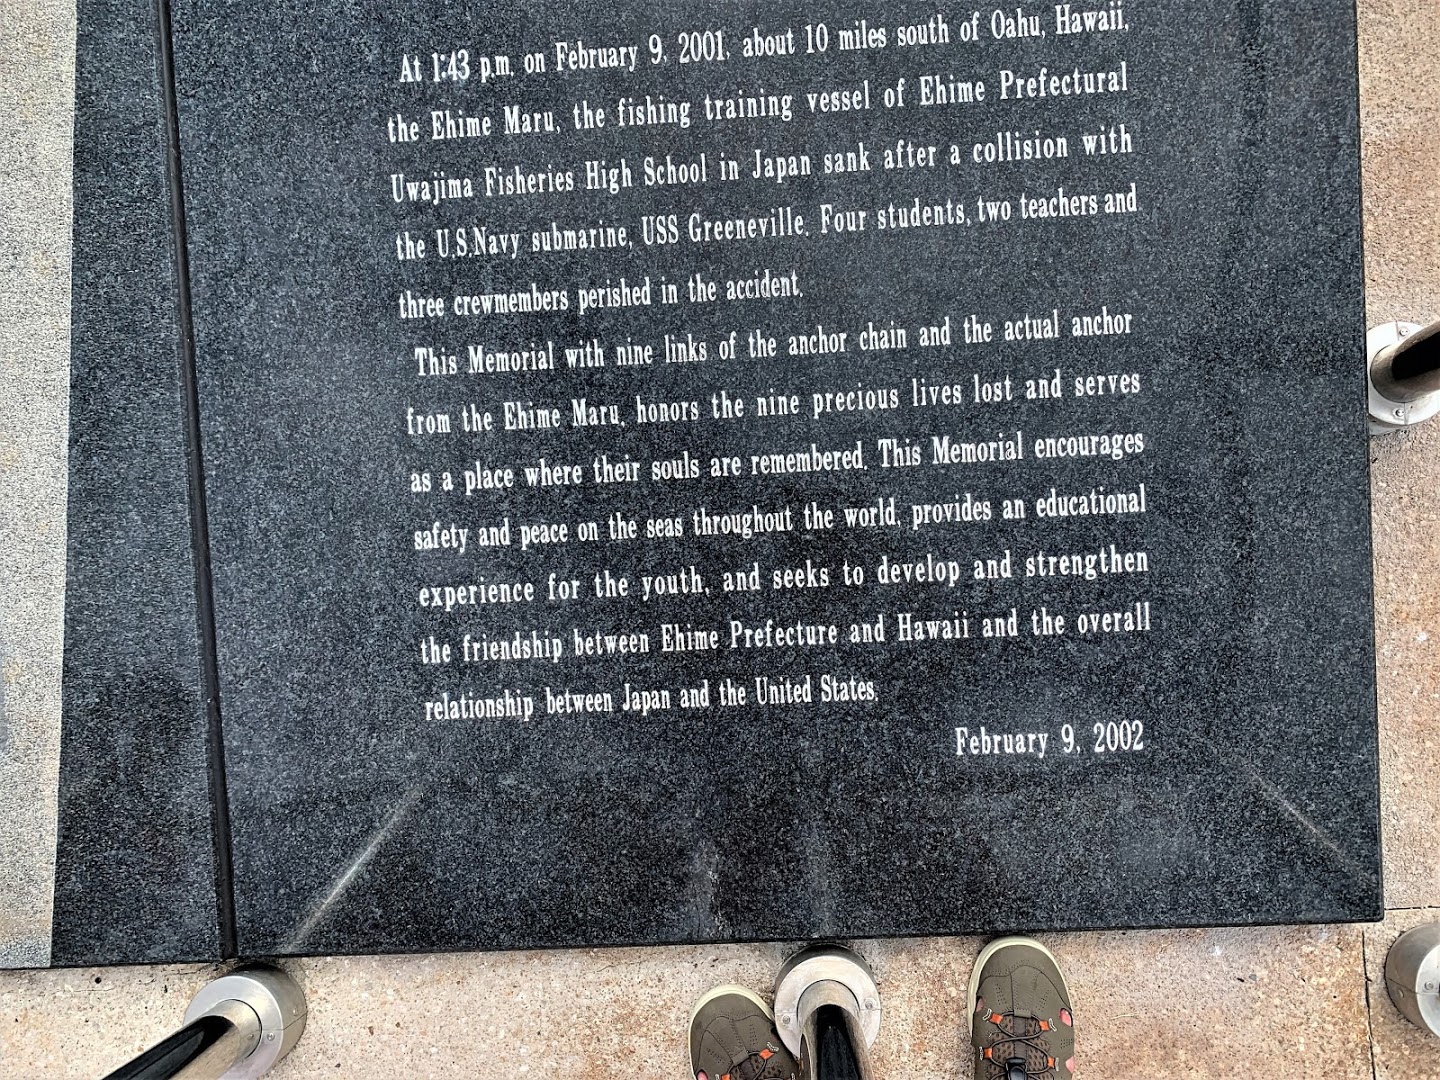 At 1:43 p.m. on February 9, 2001, about 10 miles south of Oahu, Hawaii,
the Ehime Maru, the fishing training vessel of Ehime Prefectural
Uwajima Fisheries High School in Japan sank after a collision with
the U.S.Navy submarine, USS Greeneville. Four students, two teachers and
three crewmembers perished in the accident.
This Memorial with nine links of the anchor chain and the actual anchor
from the Ehime Maru, honors the nine precious lives lost and serves
as a place where their souls are remembered. This Memorial encourages
safety and peace on the seas throughout the world, provides an educational
experience for the youth, and seeks to develop and strengthen
the friendship between Ehime Prefecture and Hawaii and the overall
relationship between Japan and the United States.
February 9, 2002